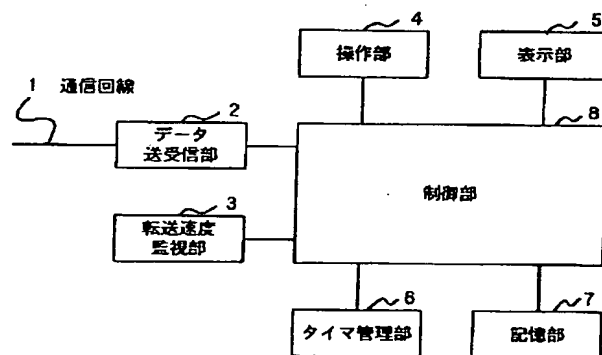 4
操作部
5
表示部
1 通信回線
2
データ
送受信部
8
制御部
3
転送速度
監視部
6
タイマ管理部
7
記憶部